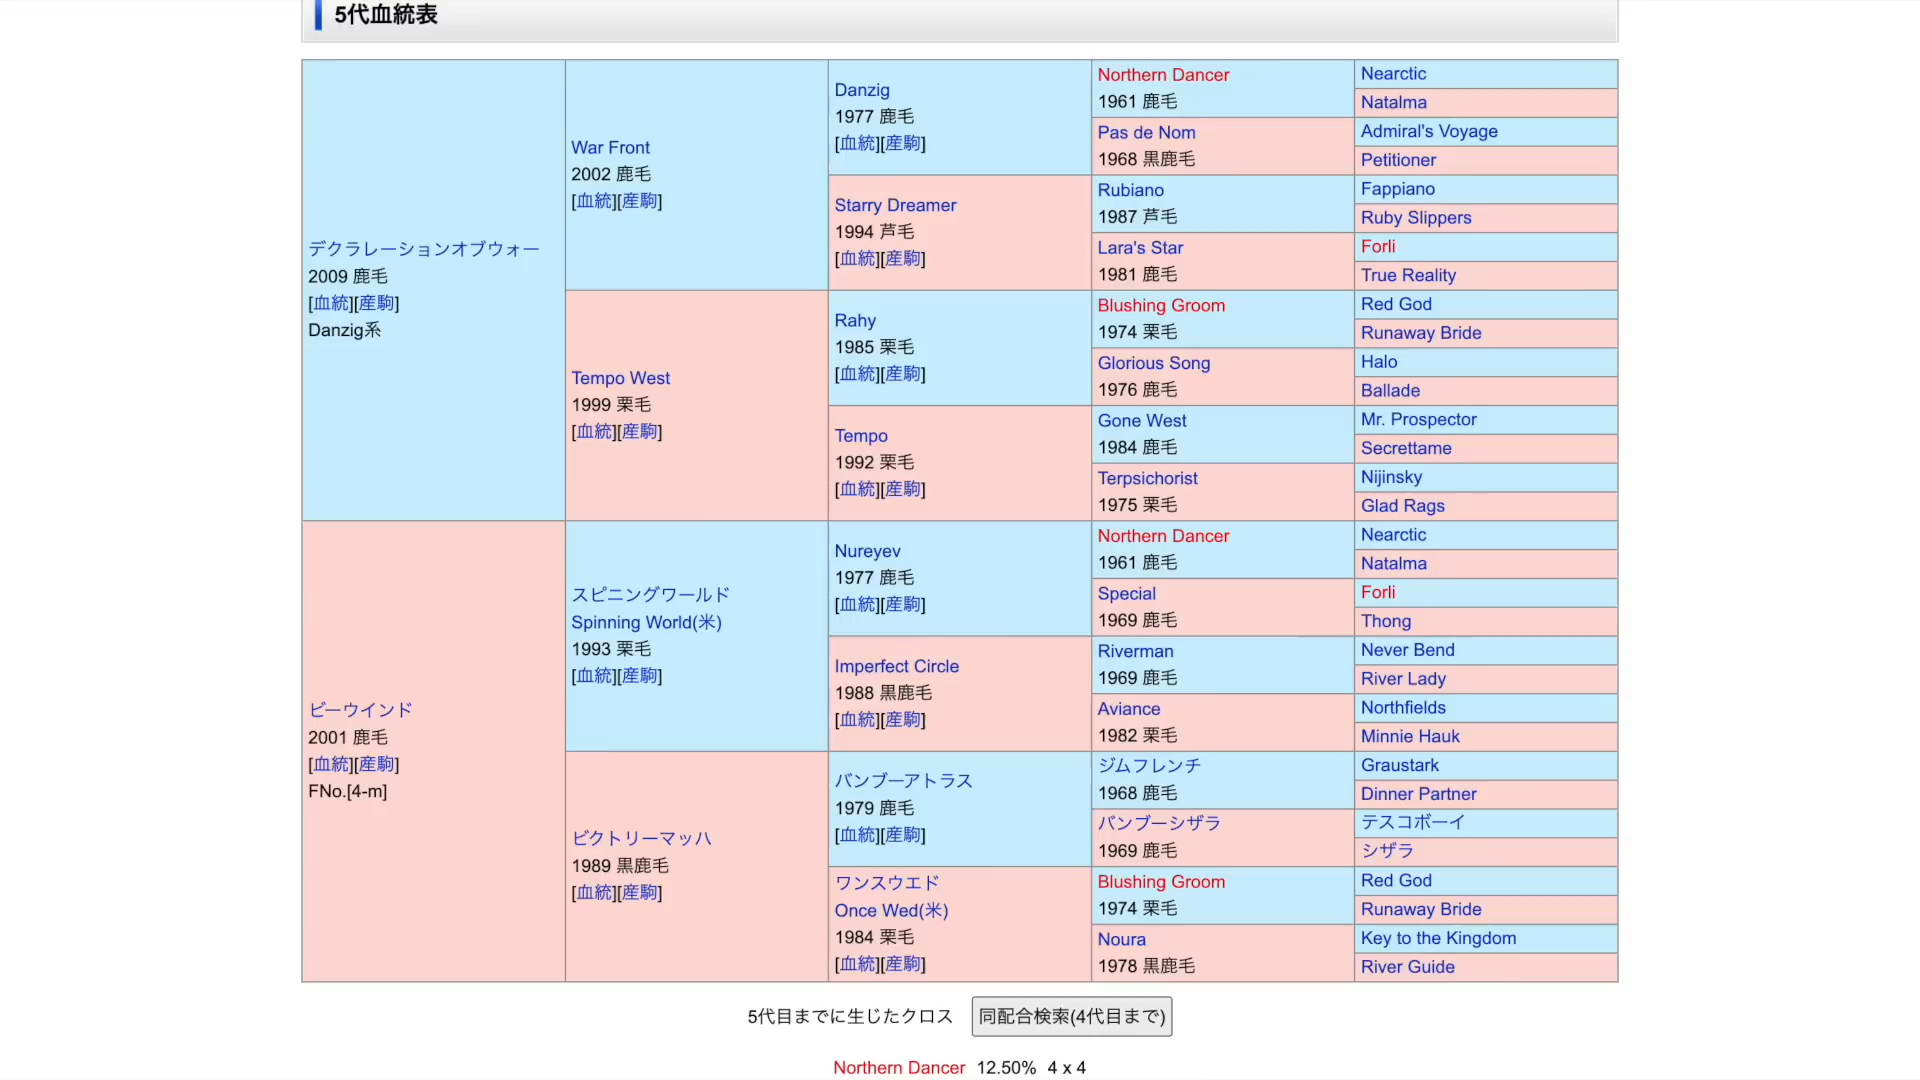 5代血統表
デクラレーションオブウォー
2009 鹿毛
[血統][産駒]
Danzig系
War Front
2002 鹿毛
[血統][産駒]
Danzig
1977 鹿毛
[血統][産駒]
Northern Dancer
1961 鹿毛
Nearctic
Natalma
Pas de Nom
1968 黒鹿毛
Admiral's Voyage
Petitioner
Starry Dreamer
1994 芦毛
[血統][産駒]
Rubiano
1987 芦毛
Fappiano
Ruby Slippers
Lara's Star
1981 鹿毛
Forli
True Reality
Tempo West
1999 栗毛
[血統][産駒]
Rahy
1985 栗毛
[血統][産駒]
Blushing Groom
1974 栗毛
Red God
Runaway Bride
Glorious Song
1976 鹿毛
Halo
Ballade
Tempo
1992 栗毛
[血統][産駒]
Gone West
1984 鹿毛
Mr. Prospector
Secrettame
Terpsichorist
1975 栗毛
Nijinsky
Glad Rags
ビーウインド
2001 鹿毛
[血統][産駒]
FNo.[4-m]
スピニングワールド
Spinning World(米)
1993 栗毛
[血統][産駒]
Nureyev
1977 鹿毛
[血統][産駒]
Northern Dancer
1961 鹿毛
Nearctic
Natalma
Special
1969 鹿毛
Forli
Thong
Imperfect Circle
1988 黒鹿毛
[血統][産駒]
Riverman
1969 鹿毛
Never Bend
River Lady
Aviance
1982 栗毛
Northfields
Minnie Hauk
ビクトリーマッハ
1989 黒鹿毛
[血統][産駒]
バンブーアトラス
1979 鹿毛
[血統][産駒]
ジムフレンチ
1968 鹿毛
Graustark
Dinner Partner
バンブーシザラ
1969 鹿毛
テスコボーイ
シザラ
ワンスウエド
Once Wed(米)
1984 栗毛
[血統][産駒]
Blushing Groom
1974 栗毛
Red God
Runaway Bride
Noura
1978 黒鹿毛
Key to the Kingdom
River Guide
5代目までに生じたクロス 同配合検索(4代目まで)
Northern Dancer 12.50% 4 x 4